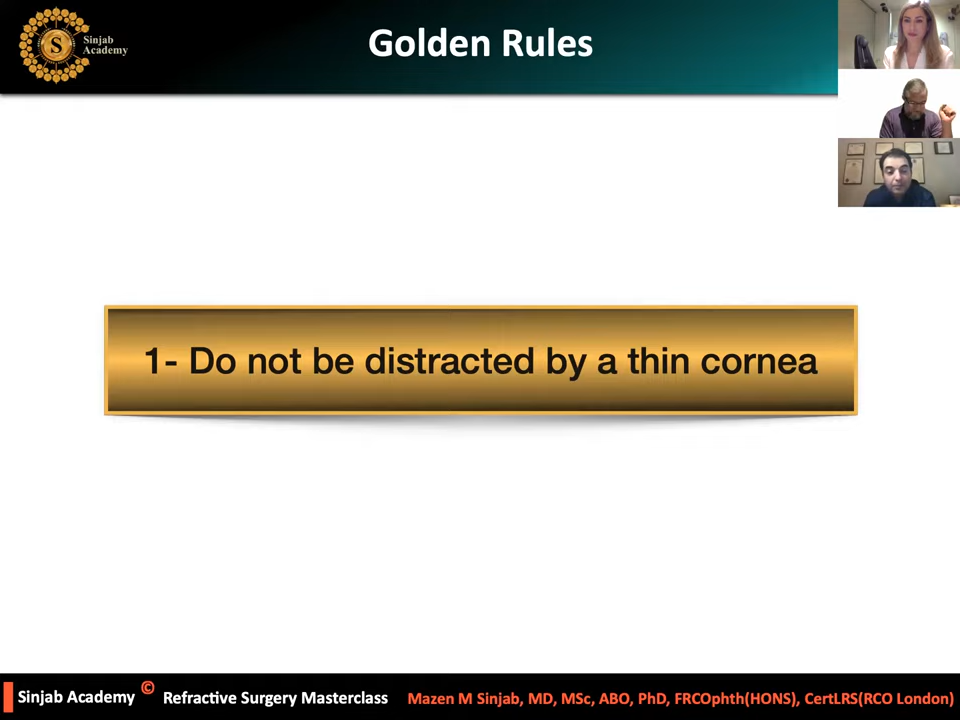 Sinjab
Academy
Golden Rules
S
1- Do not be distracted by a thin cornea
Sinjab Academy © Refractive Surgery Masterclass Mazen M Sinjab, MD, MSc, ABO, PhD, FRCOphth(HONS), CertLRS(RCO London)